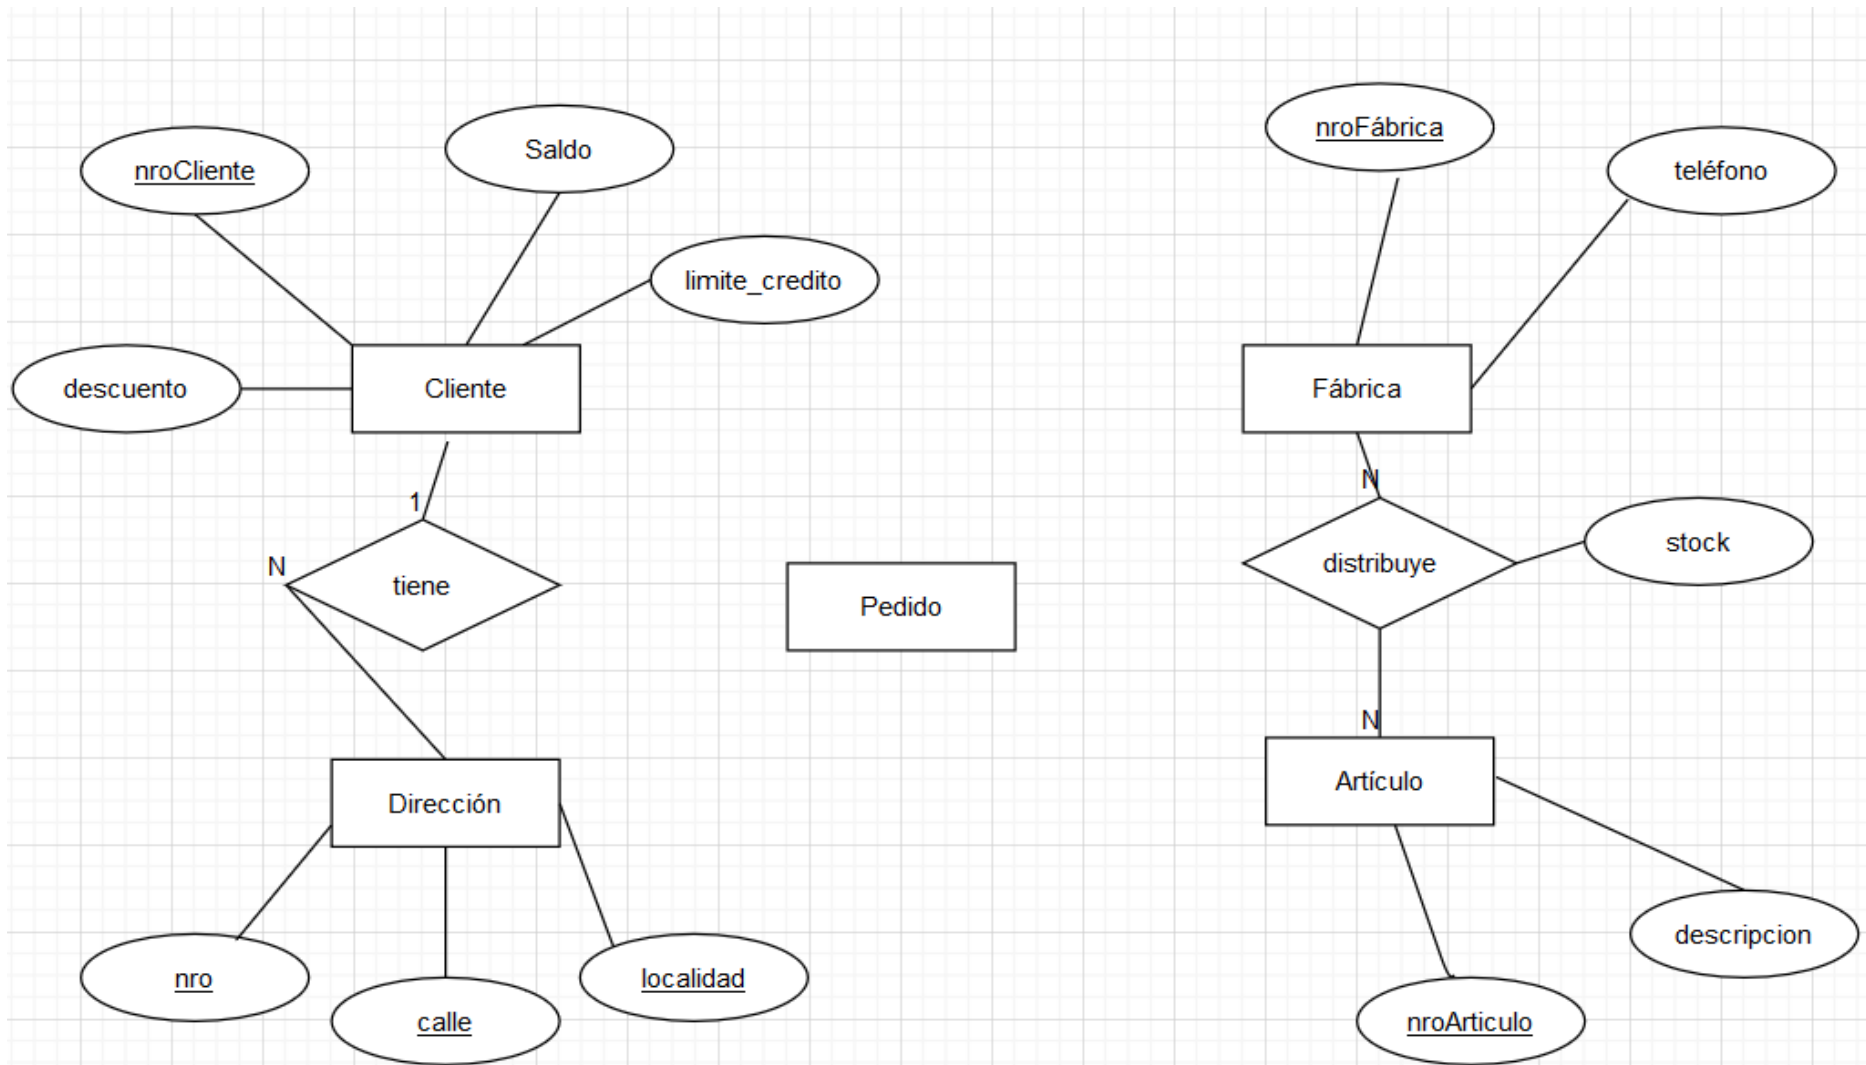 nroFábrica
Saldo
nroCliente
teléfono
limite_credito
descuento
Cliente
Fábrica
N
1
stock
N
distribuye
tiene
Pedido
N
Artículo
Dirección
descripcion
nro
localidad
calle
nroArticulo